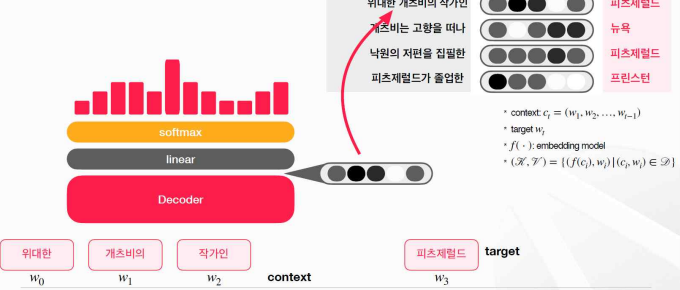 위대한 개츠비의 작가인 피츠제럴드
개츠비는 고향을 떠나 뉴욕
낙원의 저편을 집필한 피츠제럴드
피츠제럴드가 졸업한 프린스턴
* context: cₜ = (w₁, w₂, …, wₜ₋₁)
* target wₜ
* f( · ): embedding model
* (𝒦, 𝒱) = {(f(cᵢ), wᵢ) | (cᵢ, wᵢ) ∈ 𝒟}
softmax
linear
Decoder
위대한 개츠비의 작가인 피츠제럴드 target
w₀ w₁ w₂ context w₃